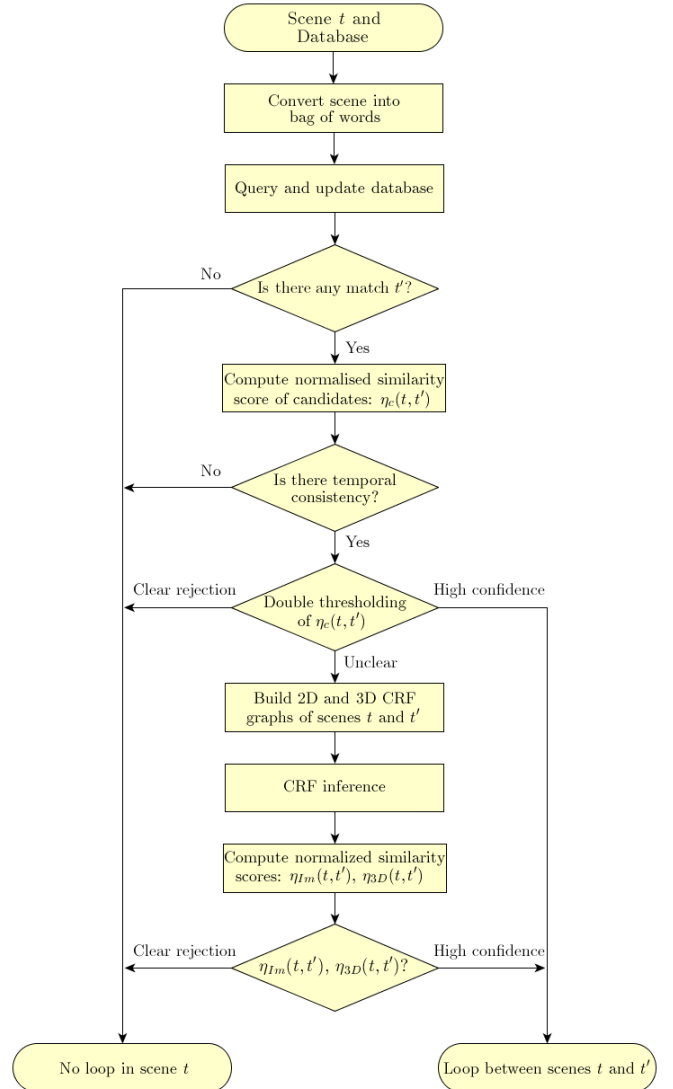 Scene t and
Database
Convert scene into
bag of words
Query and update database
No
Is there any match t′?
Yes
Compute normalised similarity
score of candidates: η_c(t, t′)
No
Is there temporal
consistency?
Yes
Clear rejection
High confidence
Double thresholding
of η_c(t, t′)
Unclear
Build 2D and 3D CRF
graphs of scenes t and t′
CRF inference
Compute normalized similarity
scores: η_Im(t, t′), η_3D(t, t′)
Clear rejection
High confidence
η_Im(t, t′), η_3D(t, t′)?
No loop in scene t
Loop between scenes t and t′